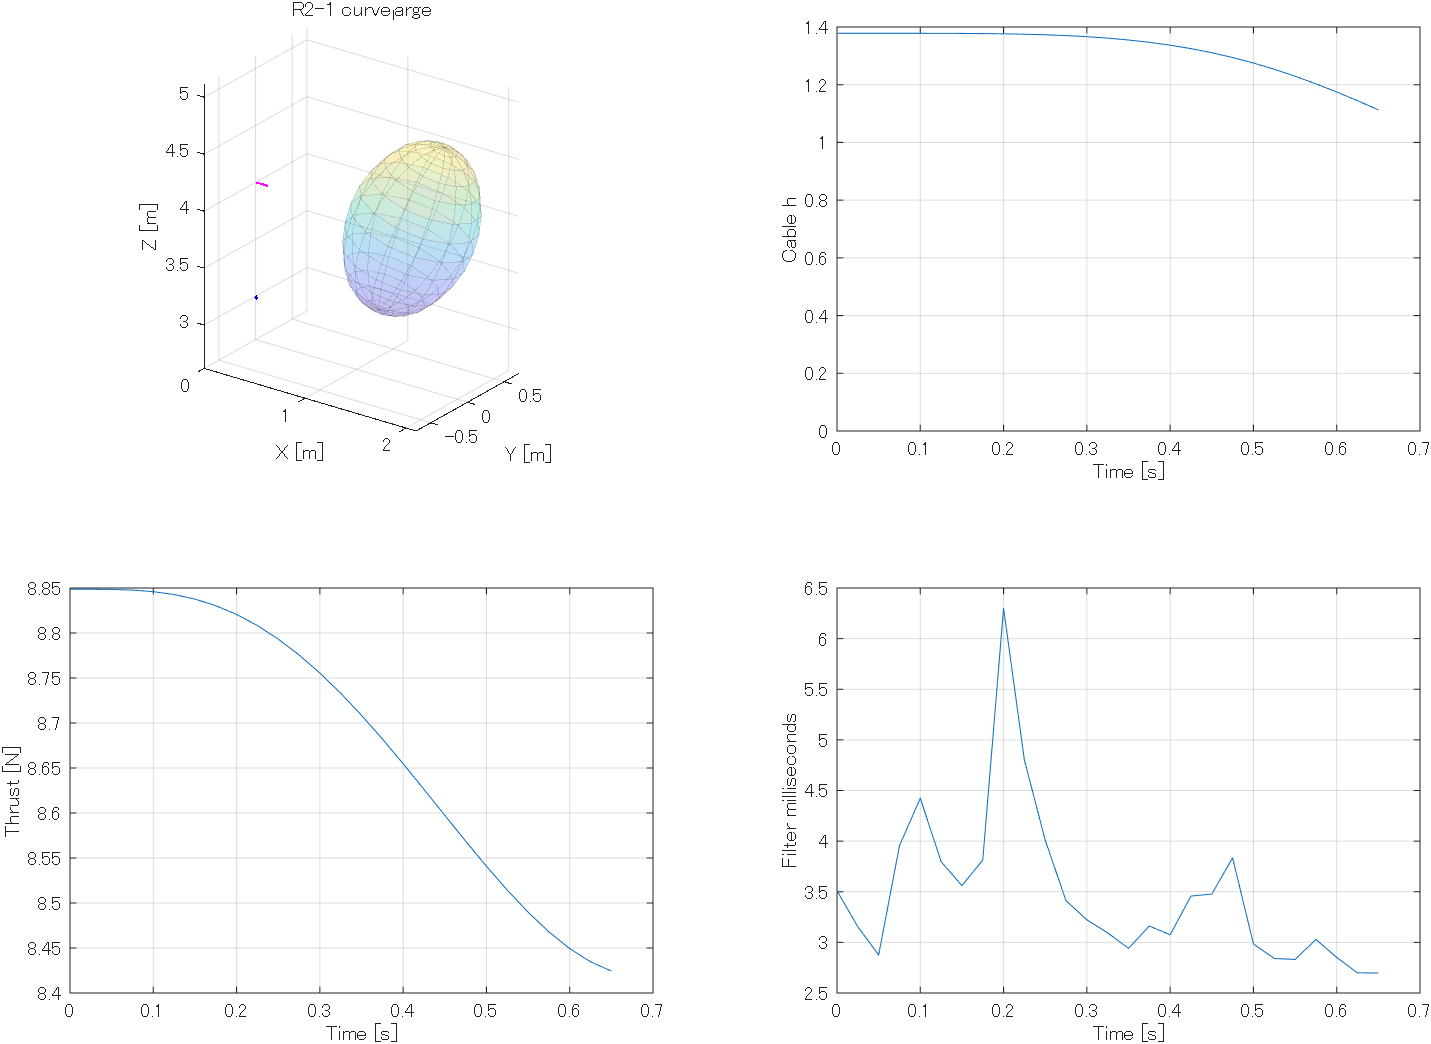 R2-1 curvelarge
5
4.5
4
3.5
3
Z [m]
0
1
2
X [m]
-0.5
0
0.5
Y [m]
1.4
1.2
1
0.8
0.6
0.4
0.2
0
Cable h
0 0.1 0.2 0.3 0.4 0.5 0.6 0.7
Time [s]
8.85
8.8
8.75
8.7
8.65
8.6
8.55
8.5
8.45
8.4
Thrust [N]
0 0.1 0.2 0.3 0.4 0.5 0.6 0.7
Time [s]
6.5
6
5.5
5
4.5
4
3.5
3
2.5
Filter milliseconds
0 0.1 0.2 0.3 0.4 0.5 0.6 0.7
Time [s]